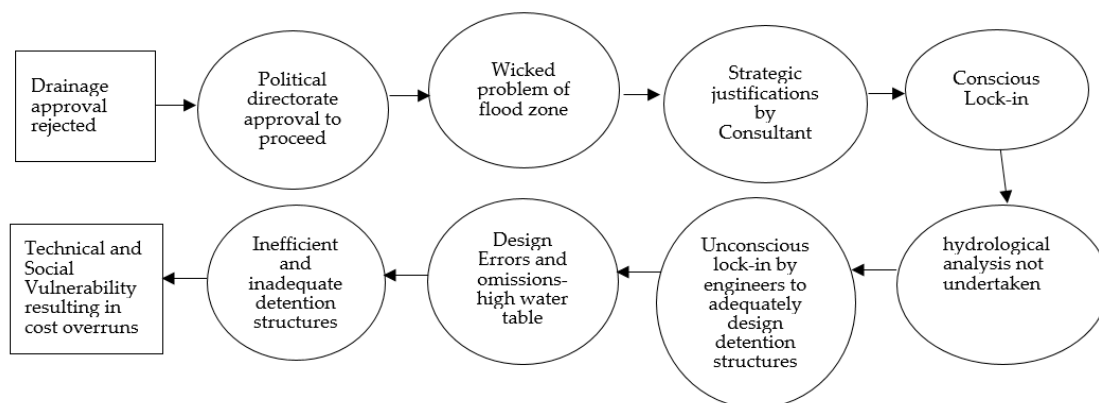 Drainage
approval
rejected
Political
directorate
approval to
proceed
Wicked
problem of
flood zone
Strategic
justifications
by
Consultant
Conscious
Lock-in
hydrological
analysis not
undertaken
Unconscious
lock-in by
engineers to
adequately
design
detention
structures
Design
Errors and
omissions-
high water
table
Inefficient
and
inadequate
detention
structures
Technical and
Social
Vulnerability
resulting in
cost overruns